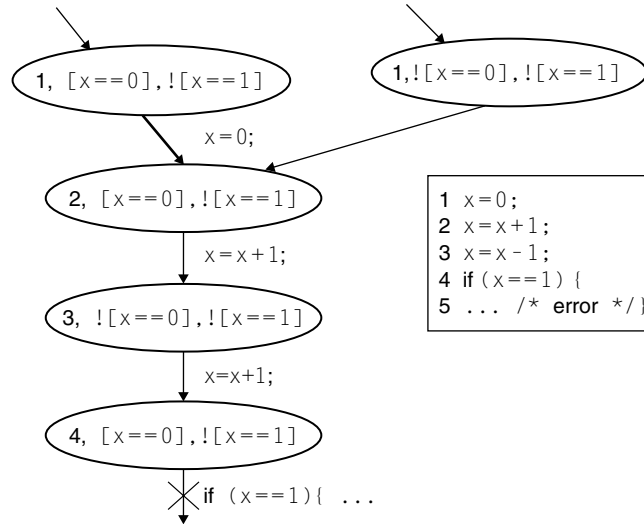 1, [x==0],![x==1]
1,![x==0],![x==1]
x=0;
2, [x==0],![x==1]
x=x+1;
3, ![x==0],![x==1]
x=x+1;
4, [x==0],![x==1]
if (x==1){ ...
1 x=0;
2 x=x+1;
3 x=x-1;
4 if (x==1) {
5 ... /* error */}